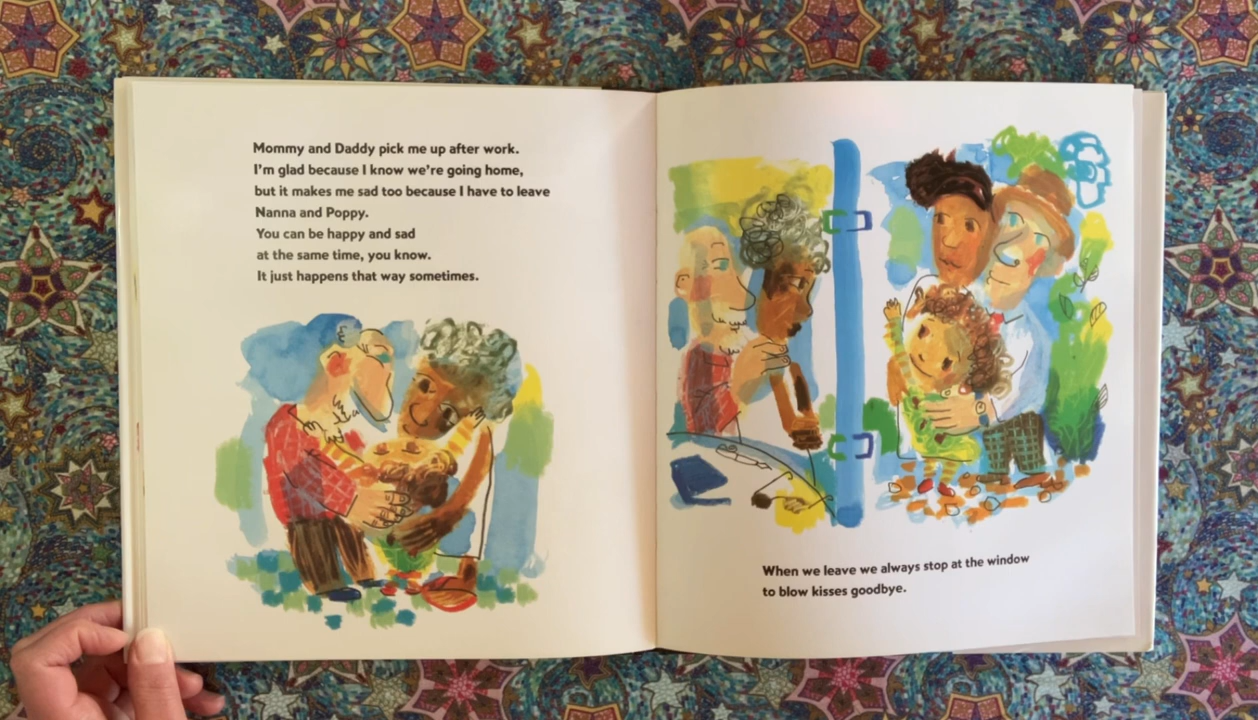 Mommy and Daddy pick me up after work.
I'm glad because I know we're going home,
but it makes me sad too because I have to leave
Nanna and Poppy.
You can be happy and sad
at the same time, you know.
It just happens that way sometimes.
When we leave we always stop at the window
to blow kisses goodbye.